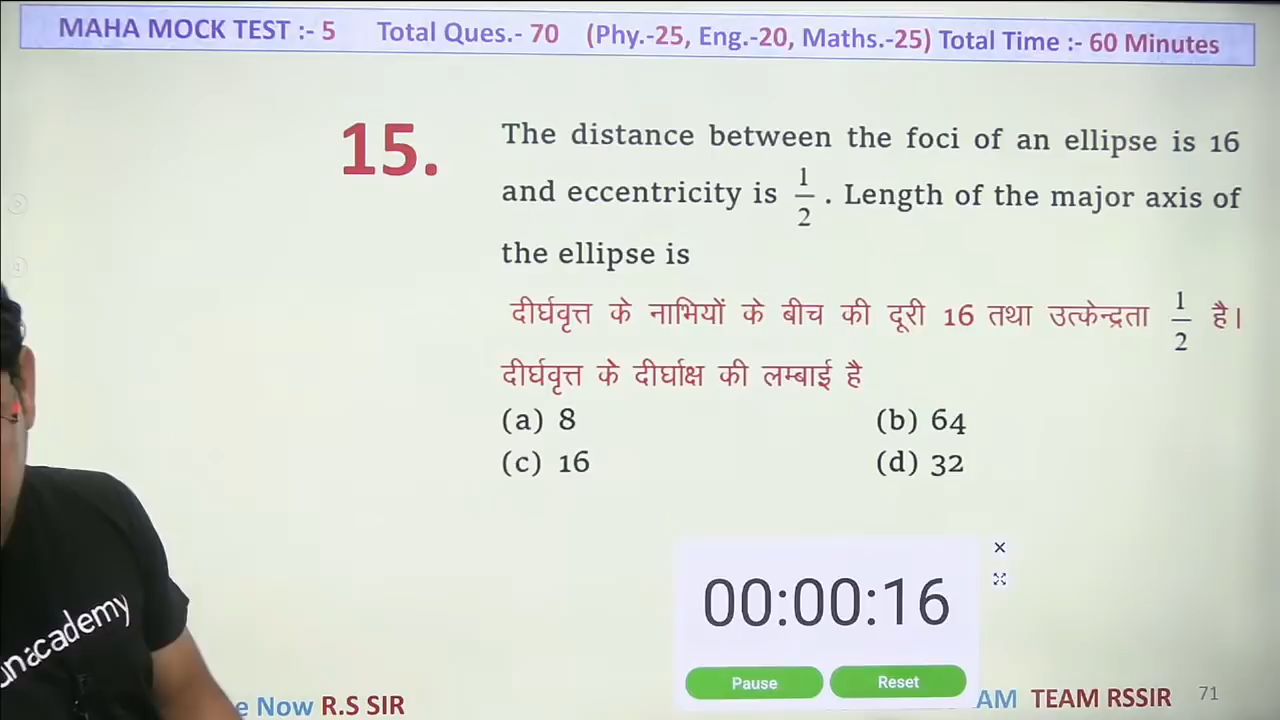 MAHA MOCK TEST :- 5 Total Ques.- 70 (Phy.-25, Eng.-20, Maths.-25) Total Time :- 60 Minutes
15.
The distance between the foci of an ellipse is 16
and eccentricity is 1/2. Length of the major axis of
the ellipse is
दीर्घवृत्त के नाभियों के बीच की दूरी 16 तथा उत्केन्द्रता 1/2 है।
दीर्घवृत्त के दीर्घाक्ष की लम्बाई है
(a) 8 (b) 64
(c) 16 (d) 32
00:00:16
Pause Reset
unacademy
e Now R.S SIR
AM TEAM RSSIR 71